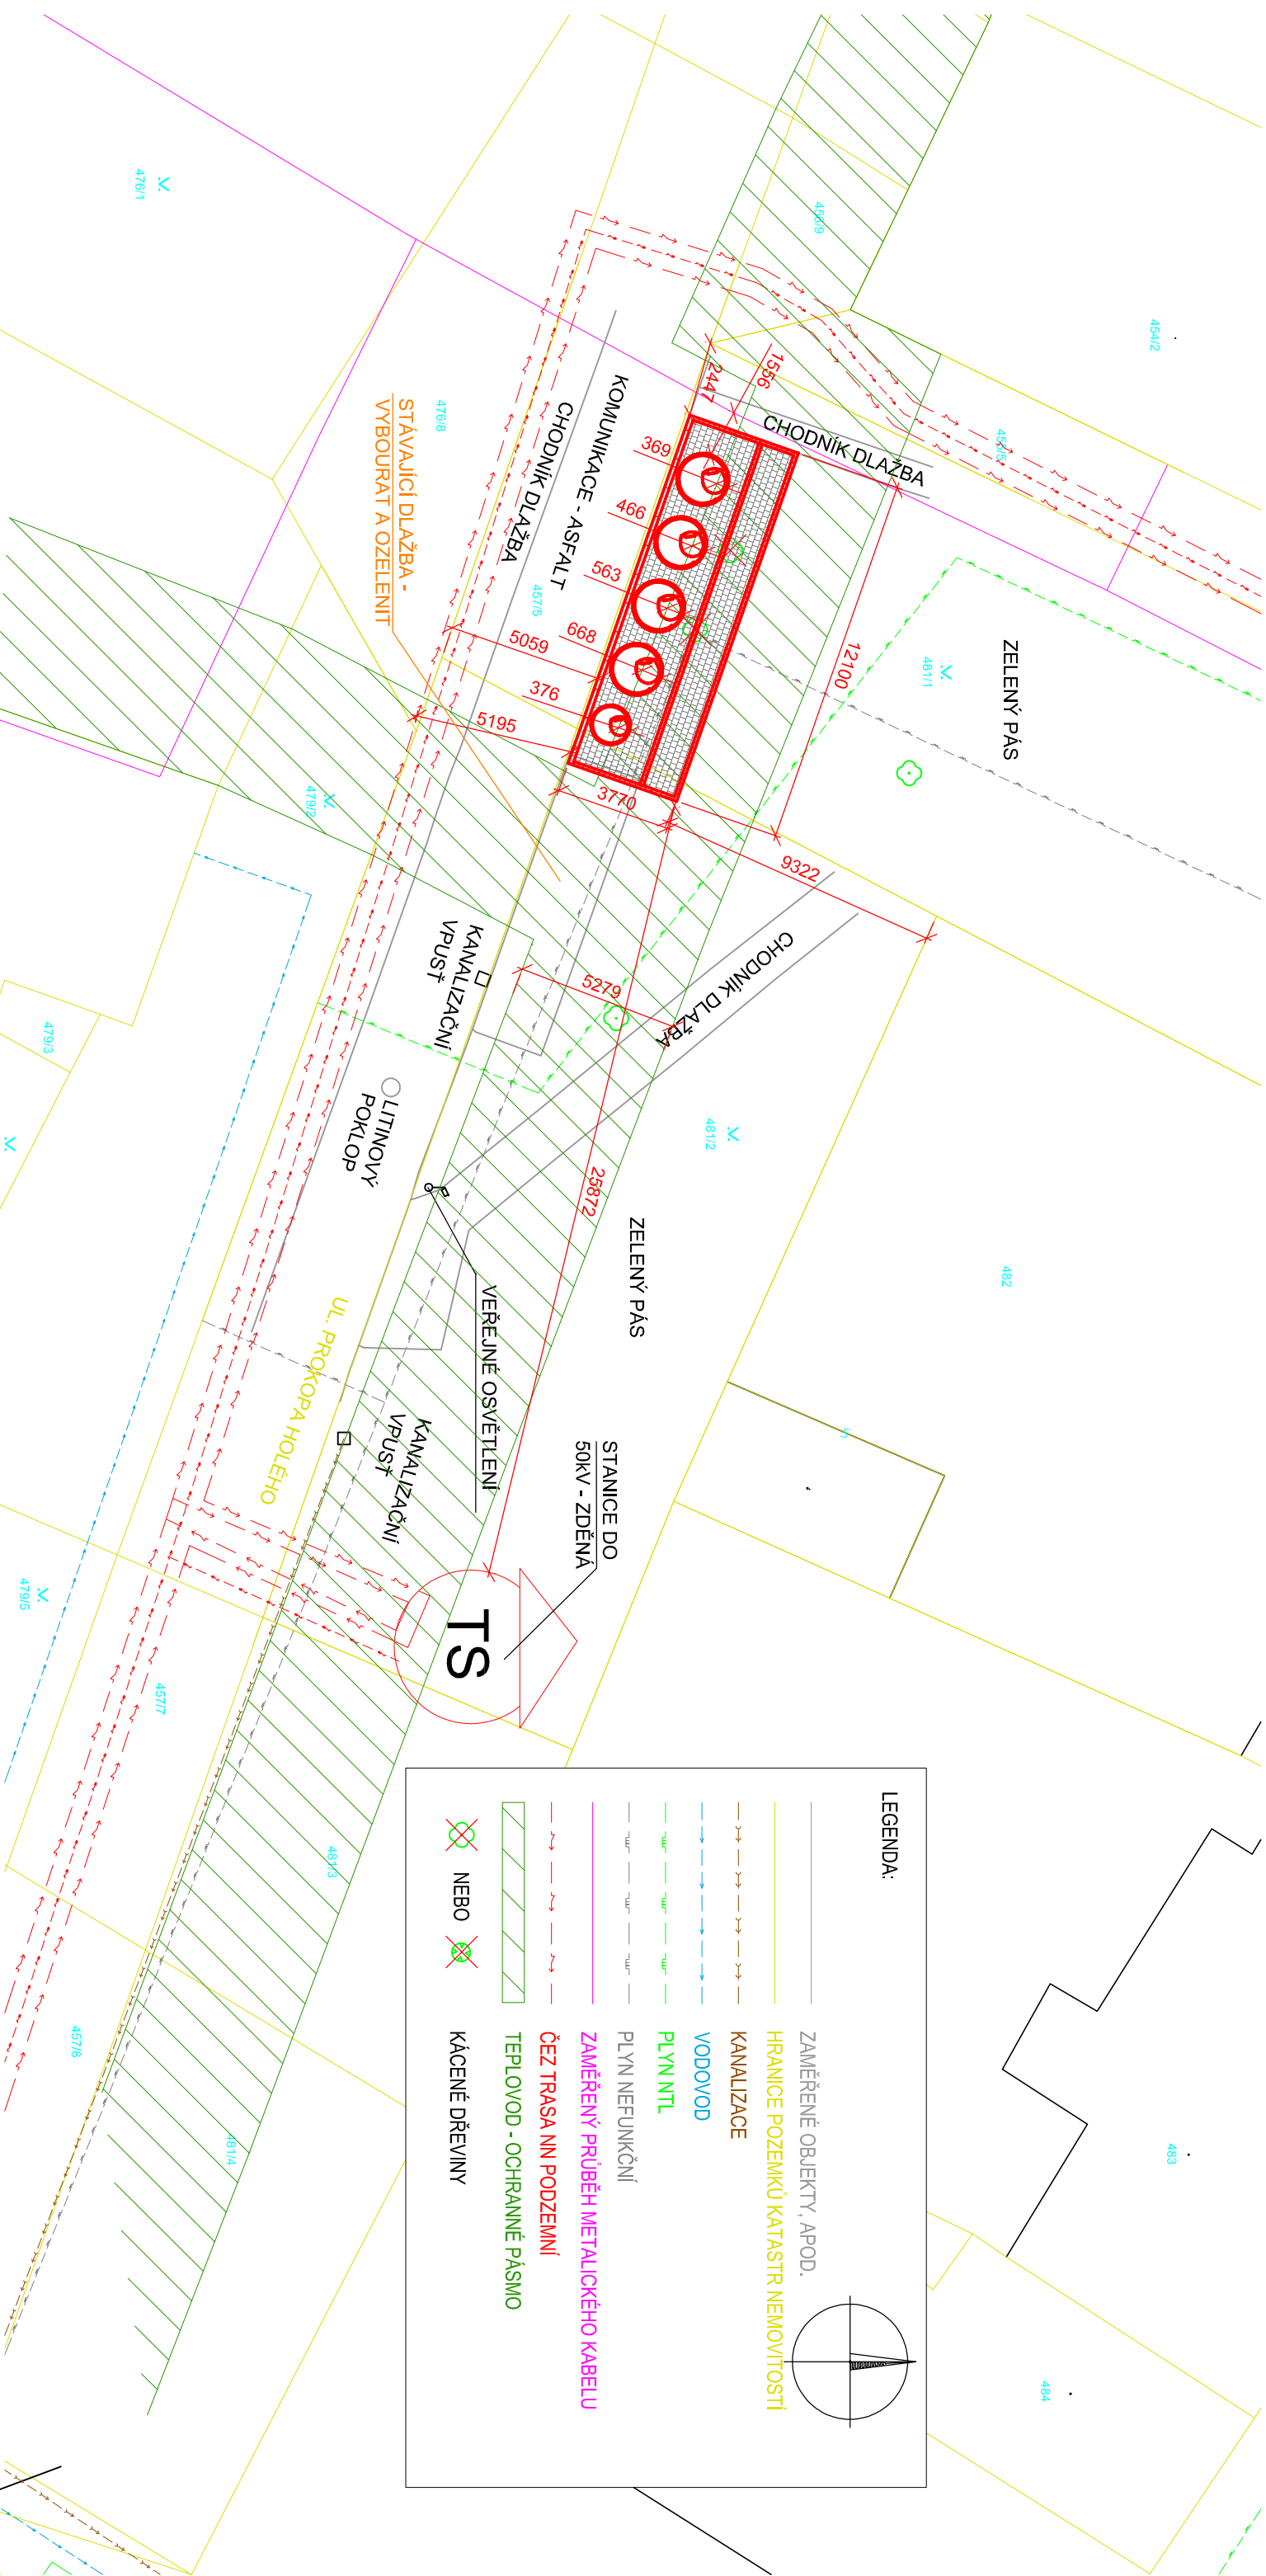 476/1
456/9
454/2
476/8
STÁVAJÍCÍ DLAŽBA -
VYBOURAT A OZELENIT
CHODNÍK DLAŽBA
KOMUNIKACE - ASFALT
457/5
CHODNÍK DLAŽBA
1556
2447
369
466
563
668
376
5059
5195
3770
12100
9322
5279
25872
481/1
ZELENÝ PÁS
479/2
479/3
KANALIZAČNÍ
VPUSŤ
LITINOVÝ
POKLOP
CHODNÍK DLAŽBA
481/2
ZELENÝ PÁS
482
VEŘEJNÉ OSVĚTLENÍ
UL. PROKOPA HOLÉHO
KANALIZAČNÍ
VPUSŤ
STANICE DO
50kV - ZDĚNÁ
TS
479/5
457/7
481/3
457/8
481/4
483
484
LEGENDA:
ZAMĚŘENÉ OBJEKTY, APOD.
HRANICE POZEMKŮ KATASTR NEMOVITOSTÍ
KANALIZACE
VODOVOD
PLYN NTL
PLYN NEFUNKČNÍ
ZAMĚŘENÝ PRŮBĚH METALICKÉHO KABELU
ČEZ TRASA NN PODZEMNÍ
TEPLOVOD - OCHRANNÉ PÁSMO
NEBO KÁCENÉ DŘEVINY